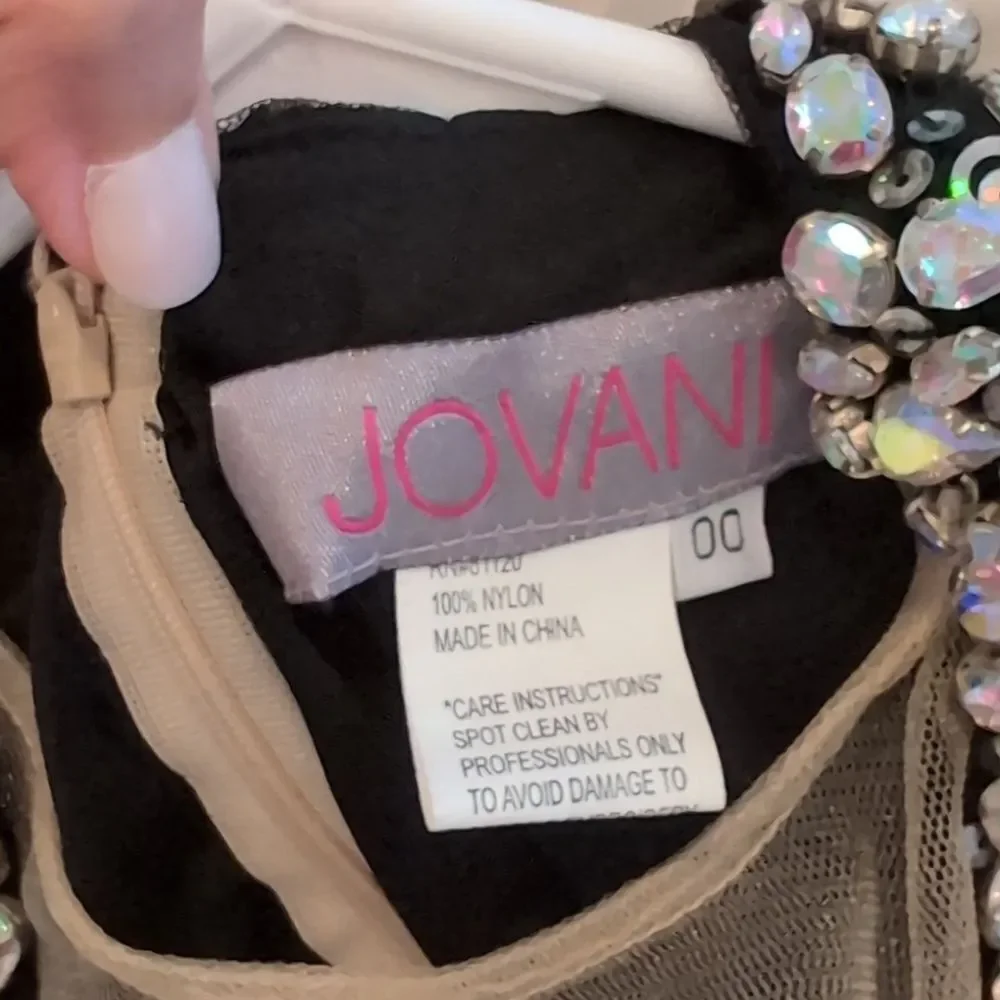 JOVANI
00
100% NYLON
MADE IN CHINA
"CARE INSTRUCTIONS"
SPOT CLEAN BY
PROFESSIONALS ONLY
TO AVOID DAMAGE TO